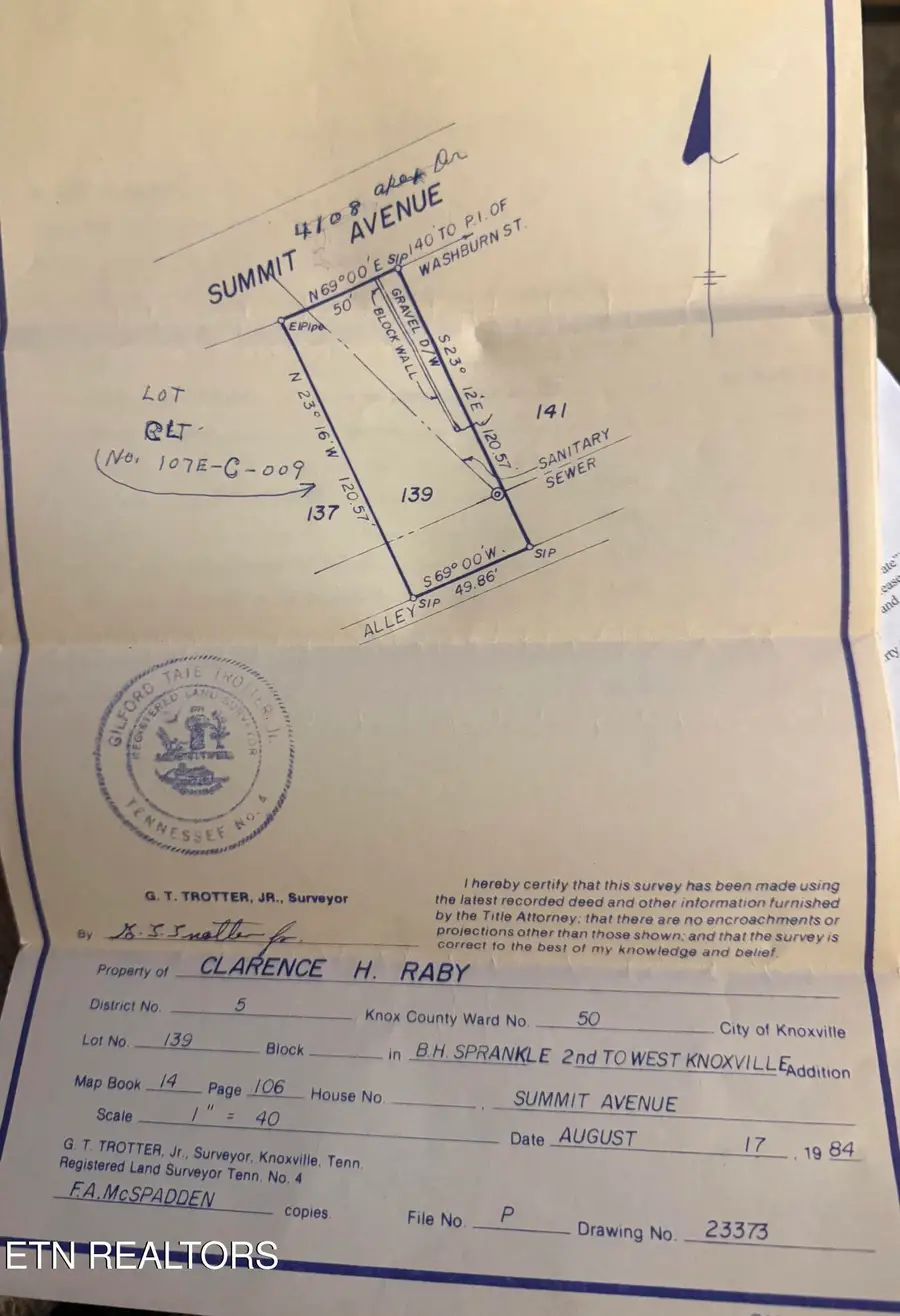 4108 apex Dr
SUMMIT AVENUE
N69°00'E SIP 140' TO P.I. OF
WASHBURN ST.
50'
EIPipe
GRAVEL D/W
BLOCK WALL
S 23° 12'E
120.57'
141
LOT
CLT
(No. 107E-C-009
N 23° 16'W
120.57'
139
137
SANITARY
SEWER
S 69° 00'W
49.86'
SIP
SIP
ALLEY
GILFORD TATE TROTTER, Jr.
REGISTERED LAND SURVEYOR
TENNESSEE No. 4
G. T. TROTTER, JR., Surveyor
By G. T. Trotter Jr.
I hereby certify that this survey has been made using
the latest recorded deed and other information furnished
by the Title Attorney; that there are no encroachments or
projections other than those shown; and that the survey is
correct to the best of my knowledge and belief.
Property of CLARENCE H. RABY
District No. 5 Knox County Ward No. 50 City of Knoxville
Lot No. 139 Block in B.H. SPRANKLE 2nd TO WEST KNOXVILLE Addition
Map Book 14 Page 106 House No. , SUMMIT AVENUE
Scale 1" = 40
Date AUGUST 17, 1984
G. T. TROTTER, Jr., Surveyor, Knoxville, Tenn.
Registered Land Surveyor Tenn. No. 4
F.A. McSPADDEN copies.
File No. P Drawing No. 23373
ETN REALTORS
and